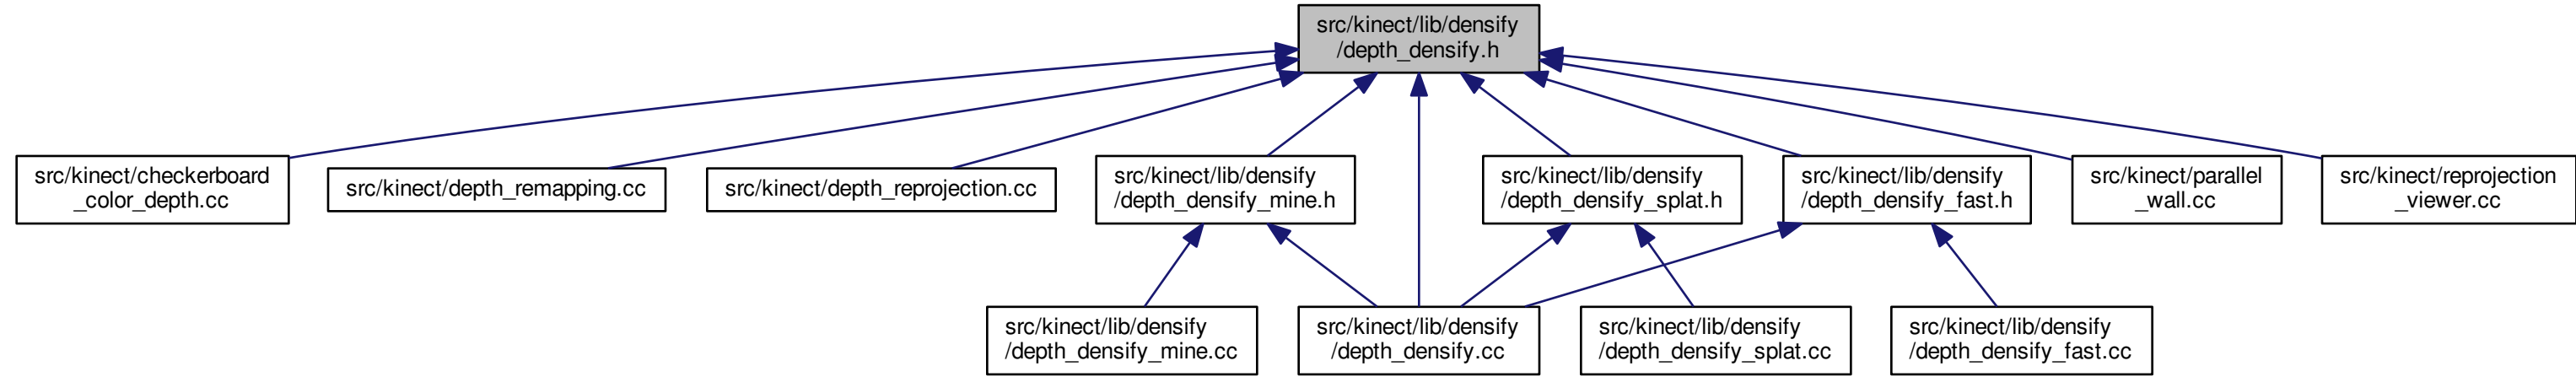 src/kinect/lib/densify
/depth_densify.h
src/kinect/checkerboard
_color_depth.cc
src/kinect/depth_remapping.cc
src/kinect/depth_reprojection.cc
src/kinect/lib/densify
/depth_densify_mine.h
src/kinect/lib/densify
/depth_densify_splat.h
src/kinect/lib/densify
/depth_densify_fast.h
src/kinect/parallel
_wall.cc
src/kinect/reprojection
_viewer.cc
src/kinect/lib/densify
/depth_densify_mine.cc
src/kinect/lib/densify
/depth_densify.cc
src/kinect/lib/densify
/depth_densify_splat.cc
src/kinect/lib/densify
/depth_densify_fast.cc